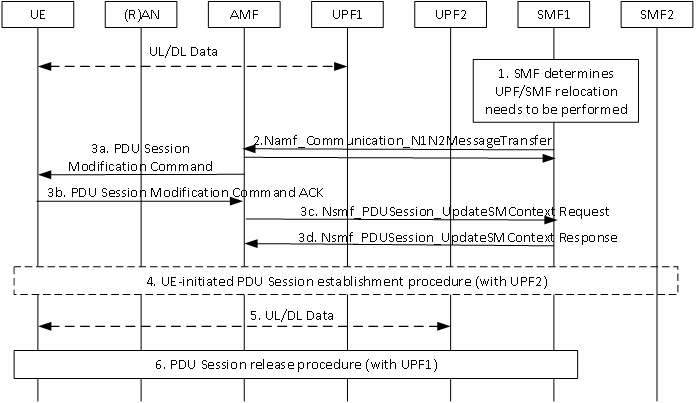 UE
(R)AN
AMF
UPF1
UPF2
SMF1
SMF2
UL/DL Data
1. SMF determines
UPF/SMF relocation
needs to be performed
2.Namf_Communication_N1N2MessageTransfer
3a. PDU Session
Modification Command
3b. PDU Session Modification Command ACK
3c. Nsmf_PDUSession_UpdateSMContext Request
3d. Nsmf_PDUSession_UpdateSMContext Response
4. UE-initiated PDU Session establishment procedure (with UPF2)
5. UL/DL Data
6. PDU Session release procedure (with UPF1)